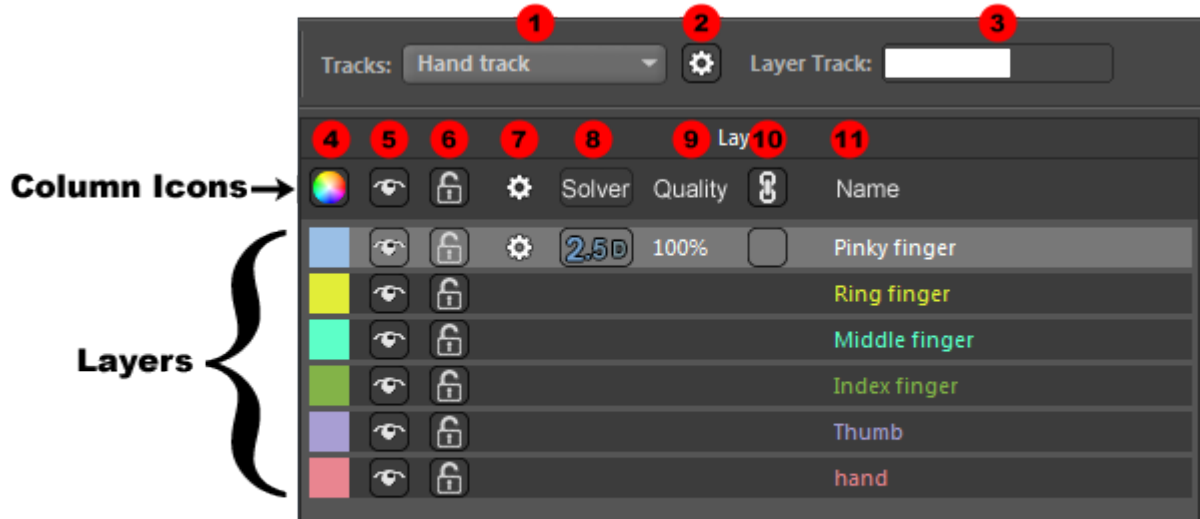 1 2 3
Tracks: Hand track Layer Track:
4 5 6 7 8 9 Lay 10 11
Column Icons Solver Quality Name
2.5D 100% Pinky finger
Ring finger
Middle finger
Layers
Index finger
Thumb
hand